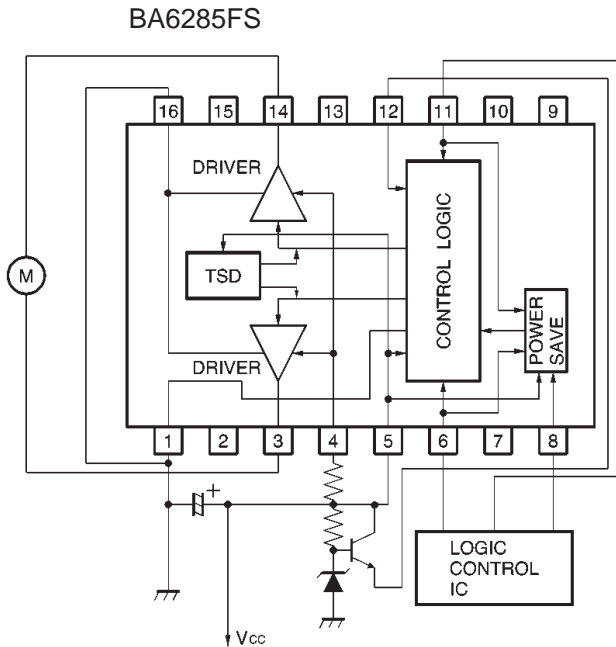 BA6285FS
16 15 14 13 12 11 10 9
DRIVER
CONTROL LOGIC
TSD
M
POWER
SAVE
DRIVER
1 2 3 4 5 6 7 8
+
LOGIC
CONTROL
IC
Vcc